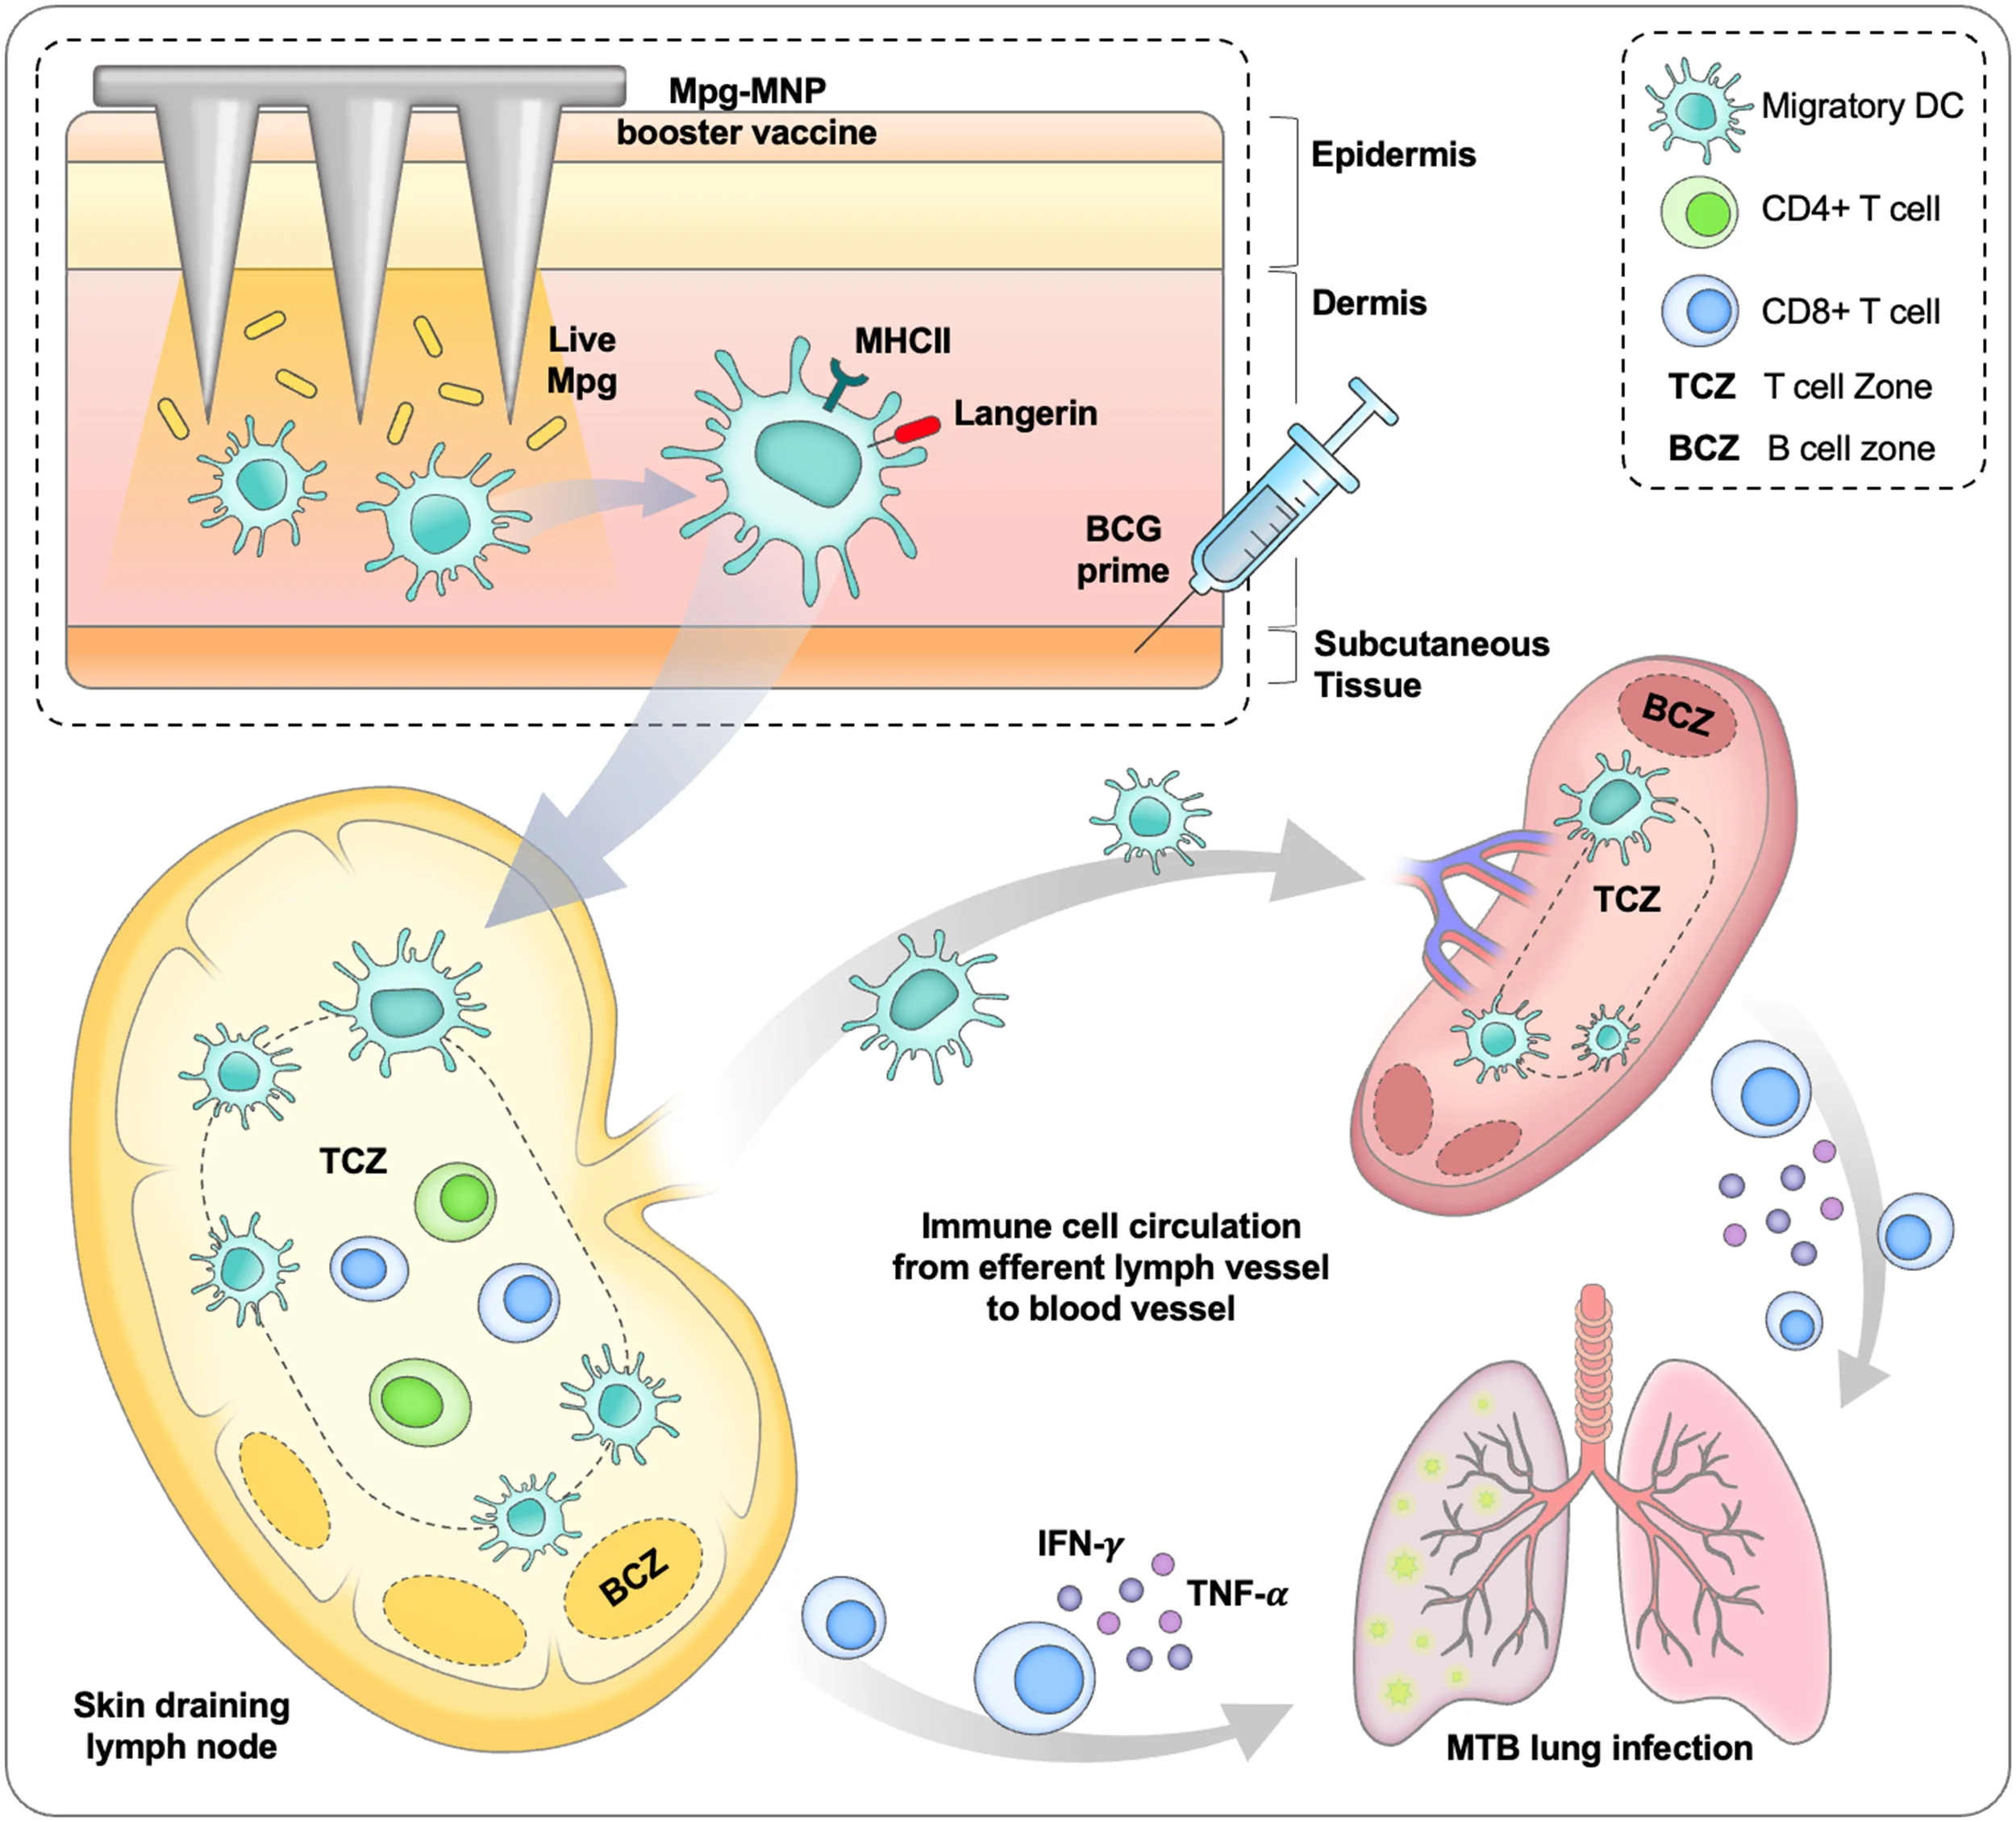 Mpg-MNP
booster vaccine
Epidermis
Dermis
Subcutaneous
Tissue
Live
Mpg
MHCII
Langerin
BCG
prime
Migratory DC
CD4+ T cell
CD8+ T cell
TCZ T cell Zone
BCZ B cell zone
BCZ
TCZ
TCZ
BCZ
Immune cell circulation
from efferent lymph vessel
to blood vessel
IFN-γ
TNF-α
Skin draining
lymph node
MTB lung infection